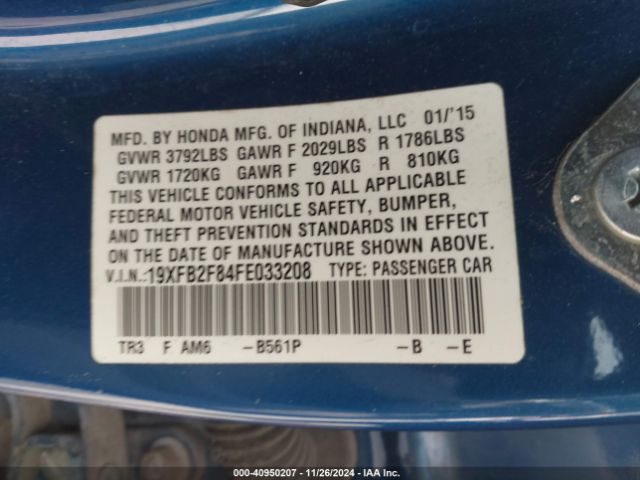 MFD. BY HONDA MFG. OF INDIANA, LLC 01/'15
GVWR 3792LBS GAWR F 2029LBS R 1786LBS
GVWR 1720KG GAWR F 920KG R 810KG
THIS VEHICLE CONFORMS TO ALL APPLICABLE
FEDERAL MOTOR VEHICLE SAFETY, BUMPER,
AND THEFT PREVENTION STANDARDS IN EFFECT
ON THE DATE OF MANUFACTURE SHOWN ABOVE.
V.I.N.:19XFB2F84FE033208 TYPE: PASSENGER CAR
TR3 F AM6 -B561P -B -E
000-40950207 - 11/26/2024 - IAA Inc.